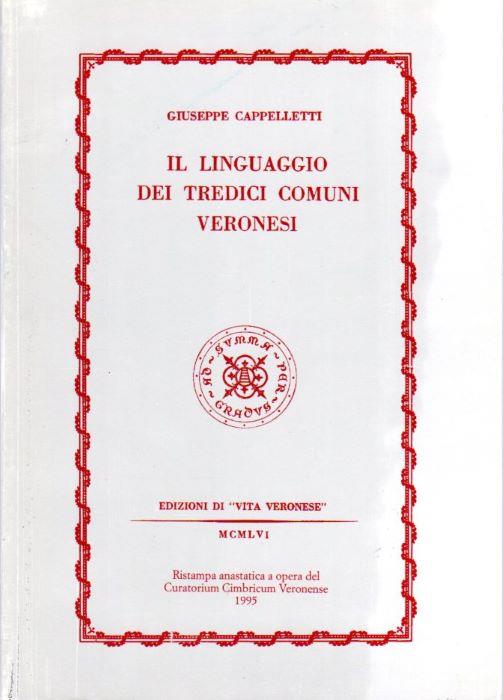 GIUSEPPE CAPPELLETTI
IL LINGUAGGIO
DEI TREDICI COMUNI
VERONESI
AD SVMMA PER
GRADVS
EDIZIONI DI "VITA VERONESE"
MCMLVI
Ristampa anastatica a opera del
Curatorium Cimbricum Veronense
1995